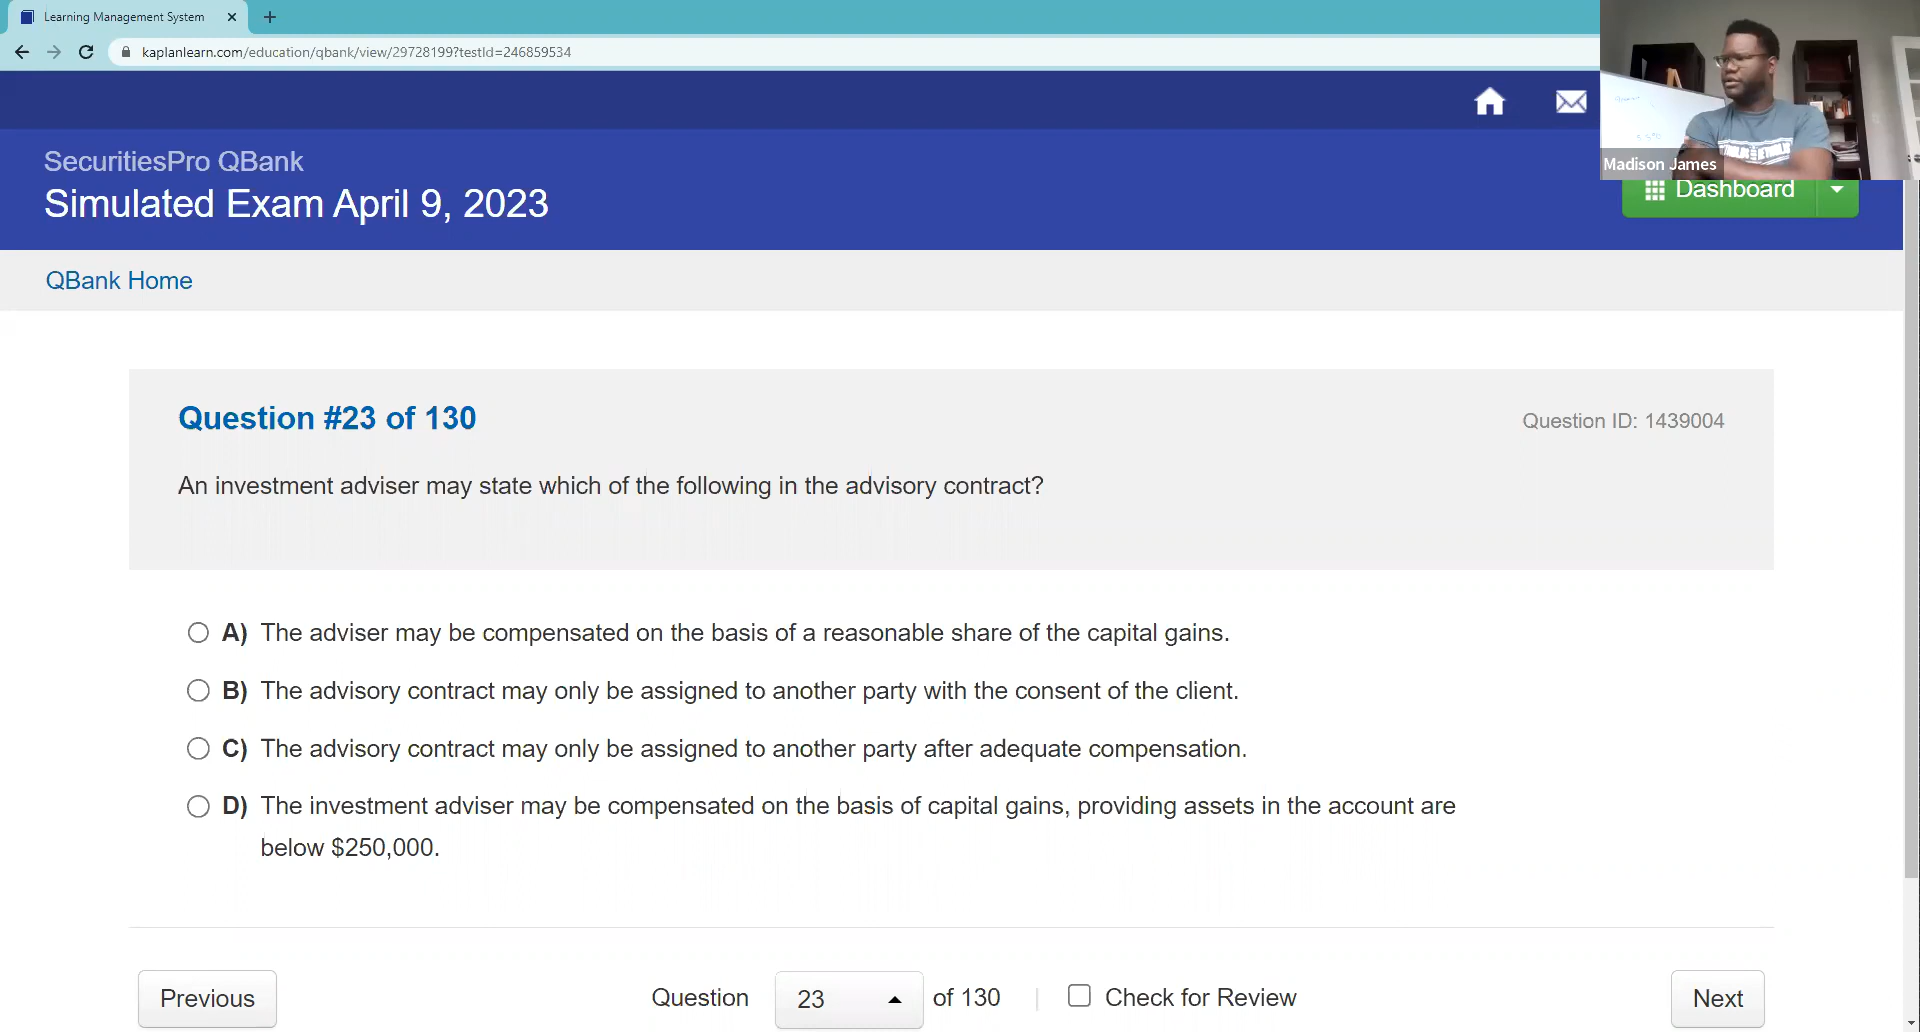 Learning Management System
kaplanlearn.com/education/qbank/view/29728199?testId=246859534
Madison James
SecuritiesPro QBank
Simulated Exam April 9, 2023
Dashboard
QBank Home
Question #23 of 130
Question ID: 1439004
An investment adviser may state which of the following in the advisory contract?
A) The adviser may be compensated on the basis of a reasonable share of the capital gains.
B) The advisory contract may only be assigned to another party with the consent of the client.
C) The advisory contract may only be assigned to another party after adequate compensation.
D) The investment adviser may be compensated on the basis of capital gains, providing assets in the account are
below $250,000.
Previous
Question 23 of 130 | Check for Review
Next